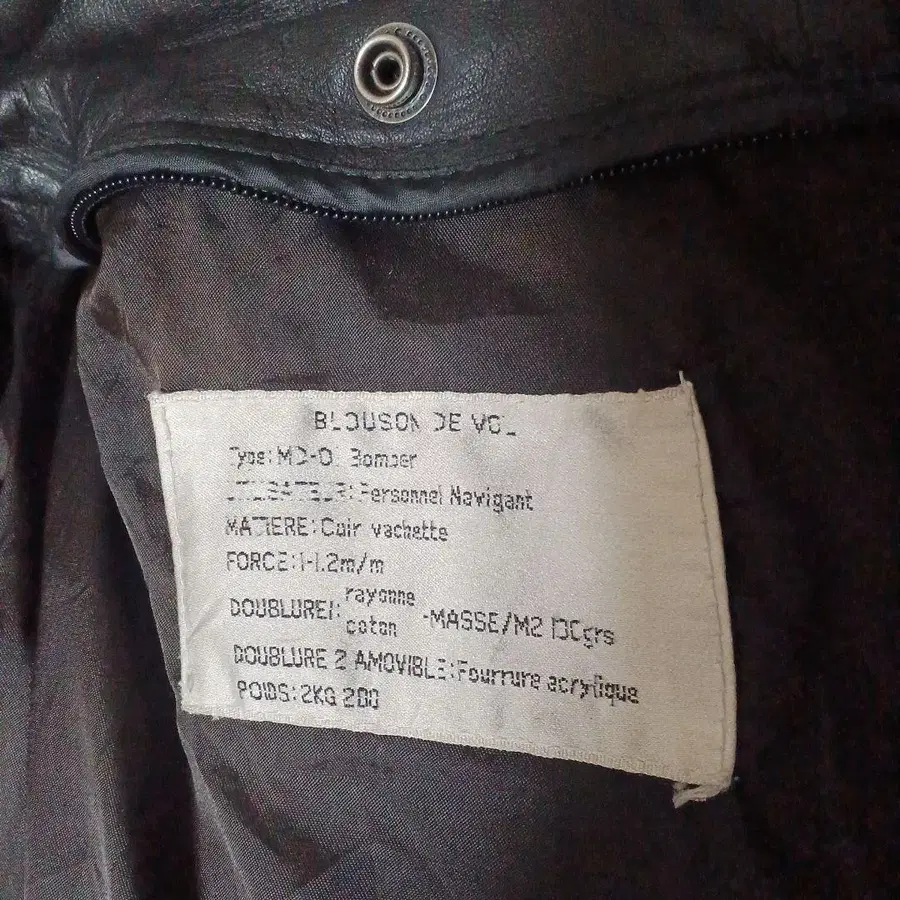 BLOUSON DE VOL
Type: MD-01 Bomber
UTILISATEUR: Personnel Navigant
MATIERE: Cuir vachette
FORCE: 1-1.2m/m
DOUBLURE1: rayonne coton -MASSE/M2 130grs
DOUBLURE 2 AMOVIBLE: Fourrure acrylique
POIDS: 2KG 200